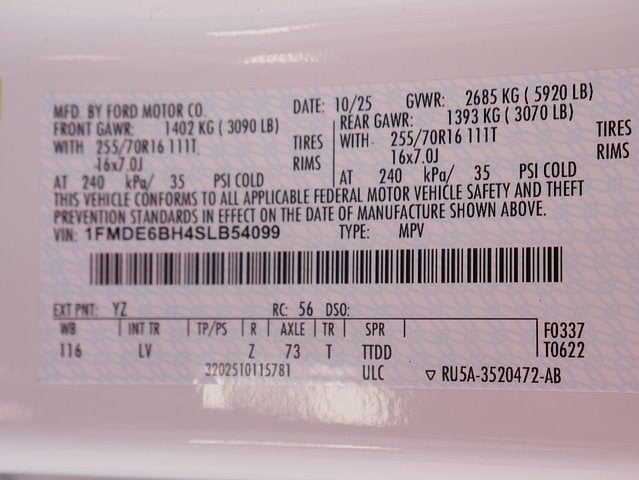 MFD. BY FORD MOTOR CO. DATE: 10/25 GVWR: 2685 KG ( 5920 LB)
FRONT GAWR: 1402 KG ( 3090 LB) REAR GAWR: 1393 KG ( 3070 LB)
WITH 255/70R16 111T, TIRES WITH 255/70R16 111T TIRES
16x7.0J RIMS 16x7.0J RIMS
AT 240 kPa/ 35 PSI COLD AT 240 kPa/ 35 PSI COLD
THIS VEHICLE CONFORMS TO ALL APPLICABLE FEDERAL MOTOR VEHICLE SAFETY AND THEFT
PREVENTION STANDARDS IN EFFECT ON THE DATE OF MANUFACTURE SHOWN ABOVE.
VIN: 1FMDE6BH4SLB54099 TYPE: MPV
EXT PNT: YZ RC: 56 DSO:
WB INT TR TP/PS R AXLE TR SPR F0337
116 LV Z 73 T TTDD T0622
3202510115781 ULC ▽ RU5A-3520472-AB